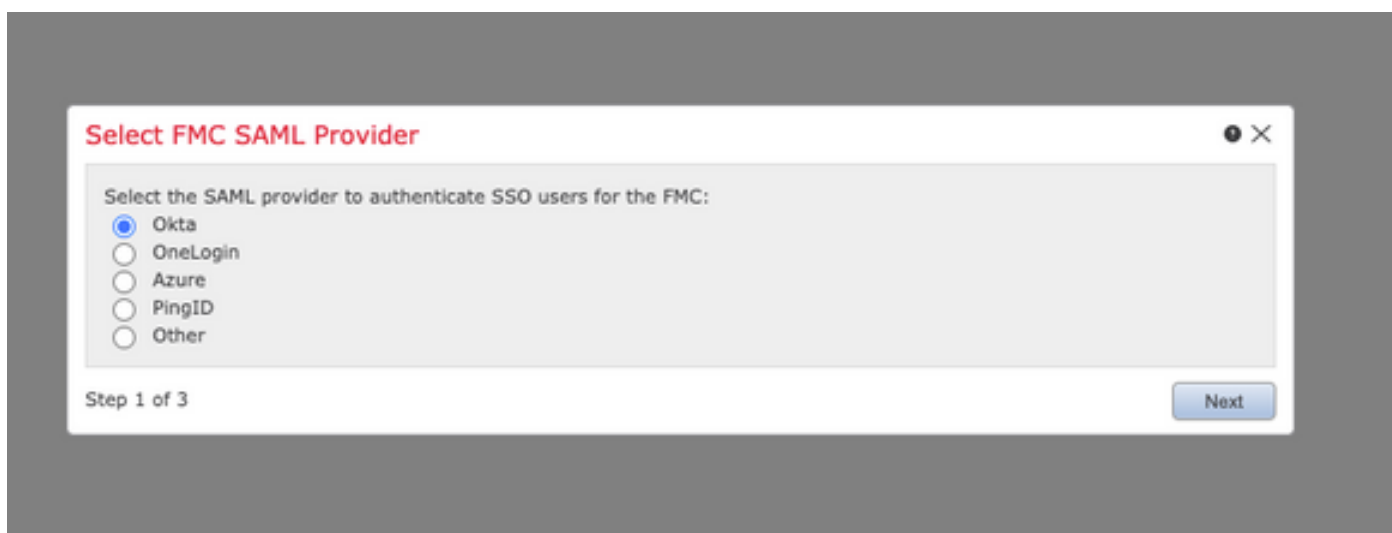 Select FMC SAML Provider
Select the SAML provider to authenticate SSO users for the FMC:
Okta
OneLogin
Azure
PingID
Other
Step 1 of 3
Next